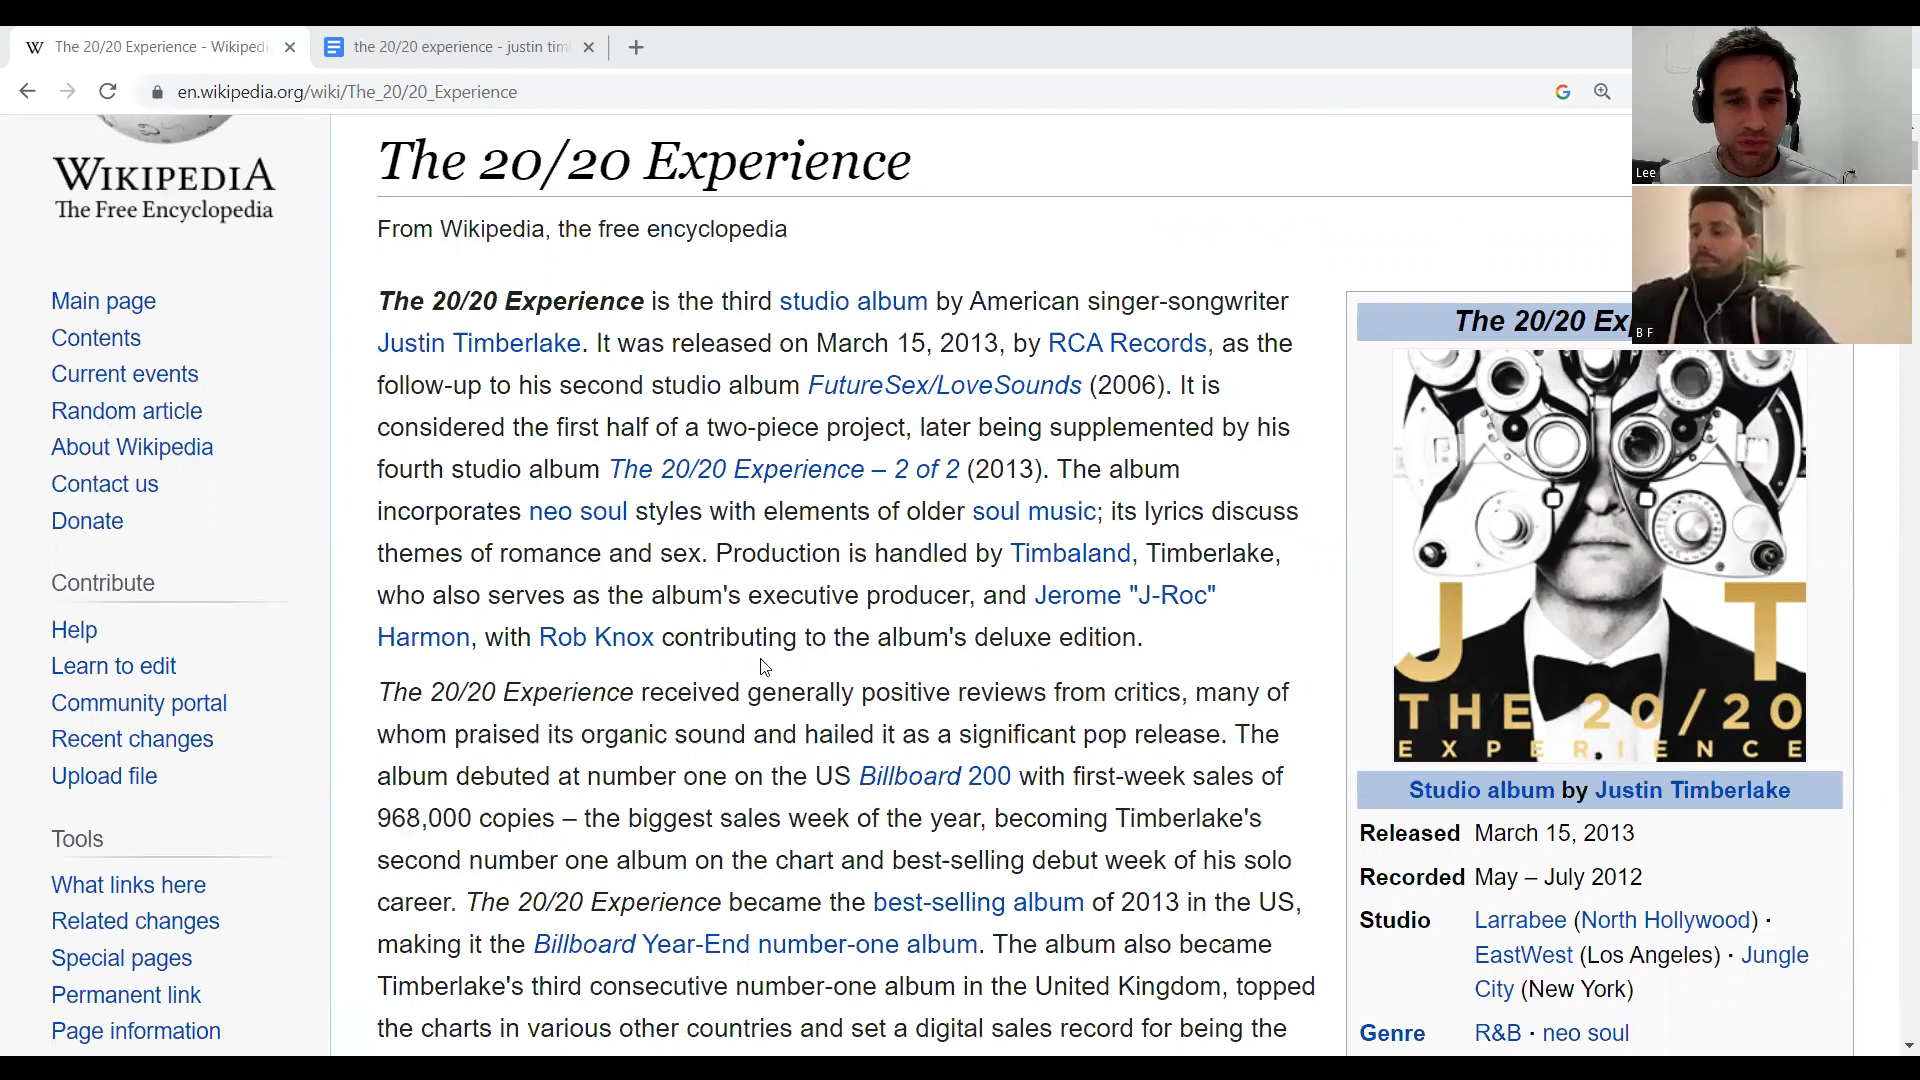 The 20/20 Experience - Wikipedi
the 20/20 experience - justin tim
en.wikipedia.org/wiki/The_20/20_Experience
WIKIPEDIA
The Free Encyclopedia
Main page
Contents
Current events
Random article
About Wikipedia
Contact us
Donate
Contribute
Help
Learn to edit
Community portal
Recent changes
Upload file
Tools
What links here
Related changes
Special pages
Permanent link
Page information
The 20/20 Experience
From Wikipedia, the free encyclopedia
The 20/20 Experience is the third studio album by American singer-songwriter
Justin Timberlake. It was released on March 15, 2013, by RCA Records, as the
follow-up to his second studio album FutureSex/LoveSounds (2006). It is
considered the first half of a two-piece project, later being supplemented by his
fourth studio album The 20/20 Experience – 2 of 2 (2013). The album
incorporates neo soul styles with elements of older soul music; its lyrics discuss
themes of romance and sex. Production is handled by Timbaland, Timberlake,
who also serves as the album's executive producer, and Jerome "J-Roc"
Harmon, with Rob Knox contributing to the album's deluxe edition.
The 20/20 Experience received generally positive reviews from critics, many of
whom praised its organic sound and hailed it as a significant pop release. The
album debuted at number one on the US Billboard 200 with first-week sales of
968,000 copies – the biggest sales week of the year, becoming Timberlake's
second number one album on the chart and best-selling debut week of his solo
career. The 20/20 Experience became the best-selling album of 2013 in the US,
making it the Billboard Year-End number-one album. The album also became
Timberlake's third consecutive number-one album in the United Kingdom, topped
the charts in various other countries and set a digital sales record for being the
Lee
B F
The 20/20 Ex
J T
THE 20/20
EXPERIENCE
Studio album by Justin Timberlake
Released March 15, 2013
Recorded May – July 2012
Studio Larrabee (North Hollywood) ·
EastWest (Los Angeles) · Jungle
City (New York)
Genre R&B · neo soul